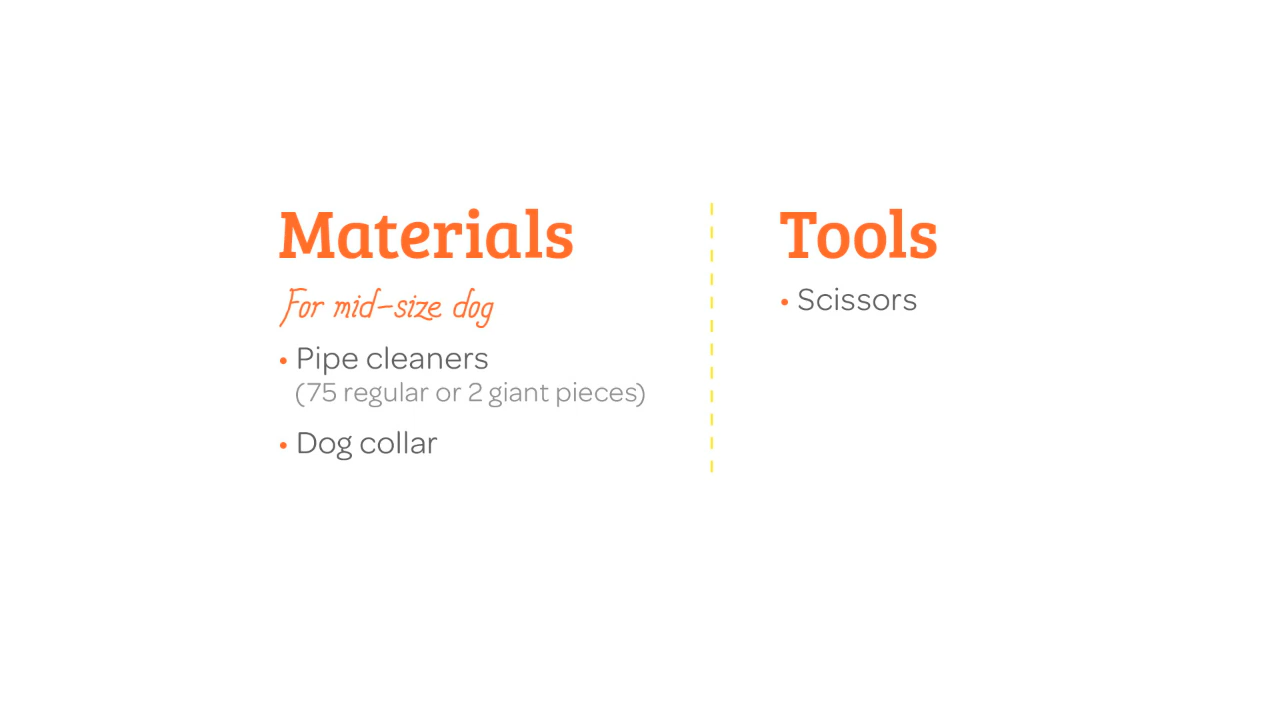 Materials
For mid-size dog
• Pipe cleaners
(75 regular or 2 giant pieces)
• Dog collar
Tools
• Scissors